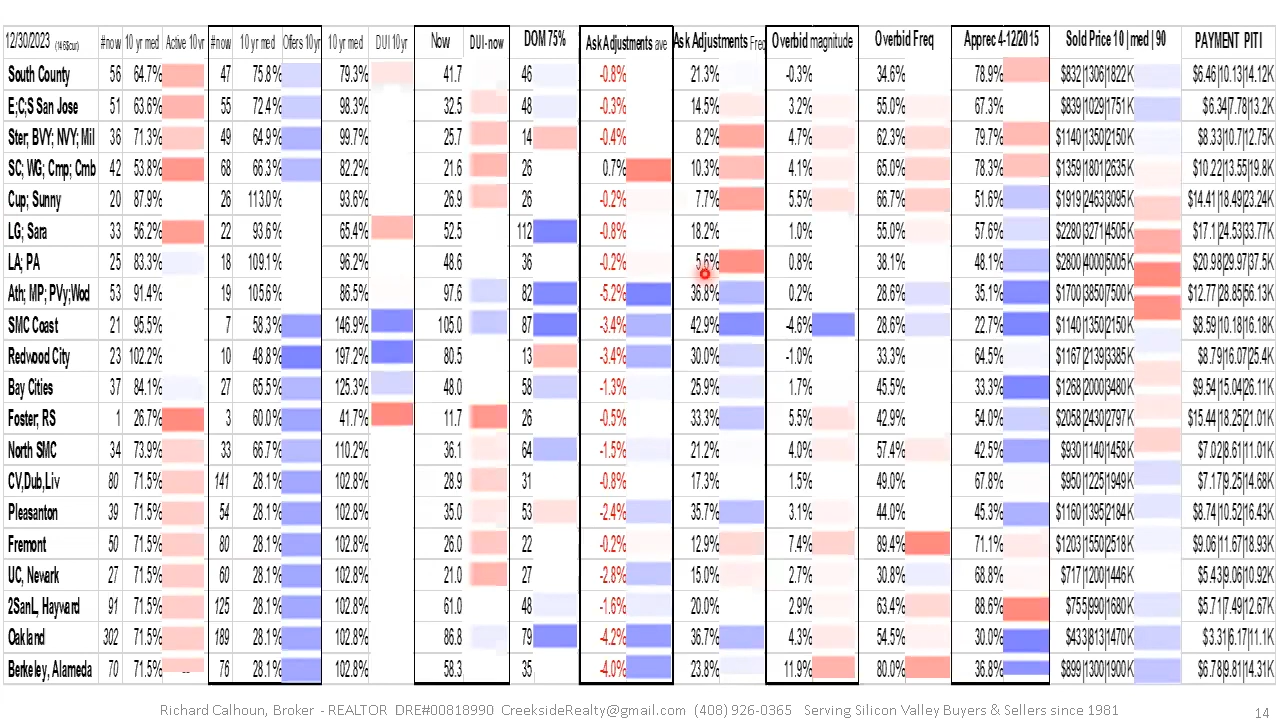 12/30/2023 (146$cur) #now 10 yr med Active 10yr #now 10 yr med Offers 10yr 10 yr med DUI 10yr Now DUI-now DOM 75% Ask Adjustments ave Ask Adjustments Freq Overbid magnitude Overbid Freq Apprec 4-12/2015 Sold Price 10 | med | 90 PAYMENT PITI
South County 56 64.7% 47 75.8% 79.3% 41.7 46 -0.8% 21.3% -0.3% 34.6% 78.9% $832|1306|1822K $6.46|10.13|14.12K
E;C;S San Jose 51 63.6% 55 72.4% 98.3% 32.5 48 -0.3% 14.5% 3.2% 55.0% 67.3% $839|1029|1751K $6.34|7.78|13.2K
Ster; BVY; NVY; Mil 36 71.3% 49 64.9% 99.7% 25.7 14 -0.4% 8.2% 4.7% 62.3% 79.7% $1140|1350|2150K $8.33|10.7|12.75K
SC; WG; Cmp; Cmb 42 53.8% 68 66.3% 82.2% 21.6 26 0.7% 10.3% 4.1% 65.0% 78.3% $1359|1801|2635K $10.22|13.55|19.8K
Cup; Sunny 20 87.9% 26 113.0% 93.6% 26.9 26 -0.2% 7.7% 5.5% 66.7% 51.6% $1919|2463|3095K $14.41|18.49|23.24K
LG; Sara 33 56.2% 22 93.6% 65.4% 52.5 112 -0.8% 18.2% 1.0% 55.0% 57.6% $2280|3271|4505K $17.1|24.53|33.77K
LA; PA 25 83.3% 18 109.1% 96.2% 48.6 36 -0.2% 5.6% 0.8% 38.1% 48.1% $2800|4000|5005K $20.98|29.97|37.5K
Ath; MP; PVy;Wod 53 91.4% 19 105.6% 86.5% 97.6 82 -5.2% 36.8% 0.2% 28.6% 35.1% $1700|3850|7500K $12.77|28.85|56.13K
SMC Coast 21 95.5% 7 58.3% 146.9% 105.0 87 -3.4% 42.9% -4.6% 28.6% 22.7% $1140|1350|2150K $8.59|10.18|16.18K
Redwood City 23 102.2% 10 48.8% 197.2% 80.5 13 -3.4% 30.0% -1.0% 33.3% 64.5% $1167|2139|3385K $8.79|16.07|25.4K
Bay Cities 37 84.1% 27 65.5% 125.3% 48.0 58 -1.3% 25.9% 1.7% 45.5% 33.3% $1268|2000|3480K $9.54|15.04|26.11K
Foster; RS 1 26.7% 3 60.0% 41.7% 11.7 26 -0.5% 33.3% 5.5% 42.9% 54.0% $2058|2430|2797K $15.44|18.25|21.01K
North SMC 34 73.9% 33 66.7% 110.2% 36.1 64 -1.5% 21.2% 4.0% 57.4% 42.5% $930|1140|1458K $7.02|8.61|11.01K
CV,Dub,Liv 80 71.5% 141 28.1% 102.8% 28.9 31 -0.8% 17.3% 1.5% 49.0% 67.8% $950|1225|1949K $7.17|9.25|14.68K
Pleasanton 39 71.5% 54 28.1% 102.8% 35.0 53 -2.4% 35.7% 3.1% 44.0% 45.3% $1160|1395|2184K $8.74|10.52|16.43K
Fremont 50 71.5% 80 28.1% 102.8% 26.0 22 -0.2% 12.9% 7.4% 89.4% 71.1% $1203|1550|2518K $9.06|11.67|18.93K
UC, Newark 27 71.5% 60 28.1% 102.8% 21.0 27 -2.8% 15.0% 2.7% 30.8% 68.8% $717|1200|1446K $5.43|9.06|10.92K
2SanL, Hayward 91 71.5% 125 28.1% 102.8% 61.0 48 -1.6% 20.0% 2.9% 63.4% 88.6% $755|990|1680K $5.71|7.49|12.67K
Oakland 302 71.5% 189 28.1% 102.8% 86.8 79 -4.2% 36.7% 4.3% 54.5% 30.0% $433|813|1470K $3.31|6.17|11.1K
Berkeley, Alameda 70 71.5% -- 76 28.1% 102.8% 58.3 35 -4.0% 23.8% 11.9% 80.0% 36.8% $899|1300|1900K $6.78|9.81|14.31K
Richard Calhoun, Broker - REALTOR DRE#00818990 CreeksideRealty@gmail.com (408) 926-0365 Serving Silicon Valley Buyers & Sellers since 1981 14